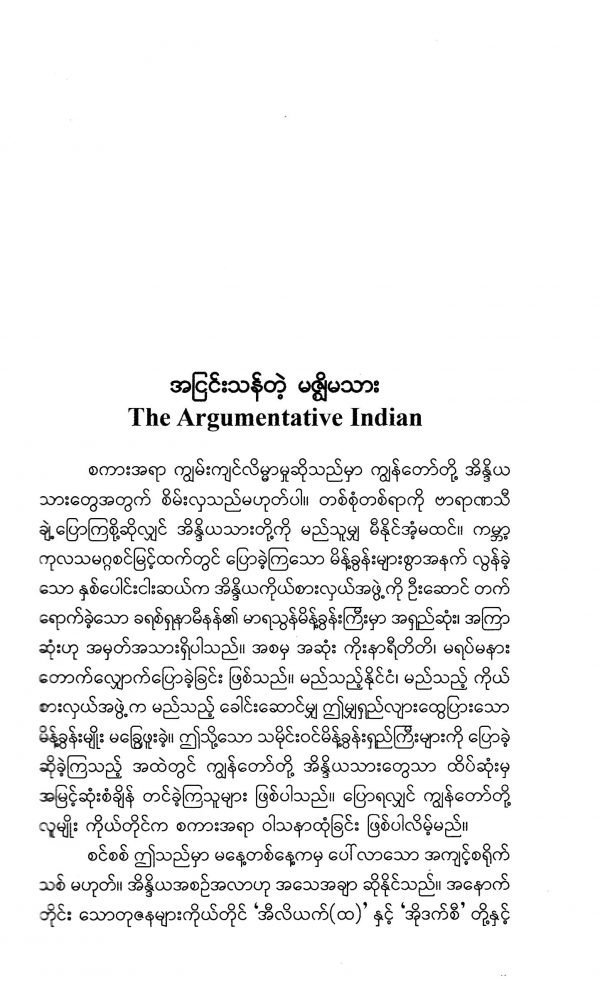 အငြင်းသန်တဲ့ မဇ္ဈိမသား
The Argumentative Indian
စကားအရာ ကျွမ်းကျင်လိမ္မာမှုဆိုသည်မှာ ကျွန်တော်တို့ အိန္ဒိယ
သားတွေအတွက် စိမ်းလှသည်မဟုတ်ပါ။ တစ်စုံတစ်ရာကို ဗာရာဏသီ
ချဲ့ပြောကြစို့ဆိုလျှင် အိန္ဒိယသားတို့ကို မည်သူမျှ မီနိုင်အံ့မထင်။ ကမ္ဘာ့
ကုလသမဂ္ဂစင်မြင့်ထက်တွင် ပြောခဲ့ကြသော မိန့်ခွန်းများစွာအနက် လွန်ခဲ့
သော နှစ်ပေါင်းငါးဆယ်က အိန္ဒိယကိုယ်စားလှယ်အဖွဲ့ကို ဦးဆောင် တက်
ရောက်ခဲ့သော ခရစ်ရှနာမီနန်၏ မာရသွန်မိန့်ခွန်းကြီးမှာ အရှည်ဆုံး၊ အကြာ
ဆုံးဟု အမှတ်အသားရှိပါသည်။ အစမှ အဆုံး ကိုးနာရီတိတိ၊ မရပ်မနား
တောက်လျှောက်ပြောခဲ့ခြင်း ဖြစ်သည်။ မည်သည့်နိုင်ငံ၊ မည်သည့် ကိုယ်
စားလှယ်အဖွဲ့က မည်သည့် ခေါင်းဆောင်မျှ ဤမျှရှည်လျားထွေပြားသော
မိန့်ခွန်းမျိုး မခြွေဖူးခဲ့။ ဤသို့သော သမိုင်းဝင်မိန့်ခွန်းရှည်ကြီးများကို ပြောခဲ့
ဆိုခဲ့ကြသည့် အထဲတွင် ကျွန်တော်တို့ အိန္ဒိယသားတွေသာ ထိပ်ဆုံးမှ
အမြင့်ဆုံးစံချိန် တင်ခဲ့ကြသူများ ဖြစ်ပါသည်။ ပြောရလျှင် ကျွန်တော်တို့
လူမျိုး ကိုယ်တိုင်က စကားအရာ ဝါသနာထုံခြင်း ဖြစ်ပါလိမ့်မည်။
စင်စစ် ဤသည်မှာ မနေ့တစ်နေ့ကမှ ပေါ်လာသော အကျင့်စရိုက်
သစ် မဟုတ်။ အိန္ဒိယအစဉ်အလာဟု အသေအချာ ဆိုနိုင်သည်။ အနောက်
တိုင်း သောတုဇနများကိုယ်တိုင် ‘အီလိယက်(ထ)’ နှင့် ‘အိုဒက်စီ’ တို့နှင့်